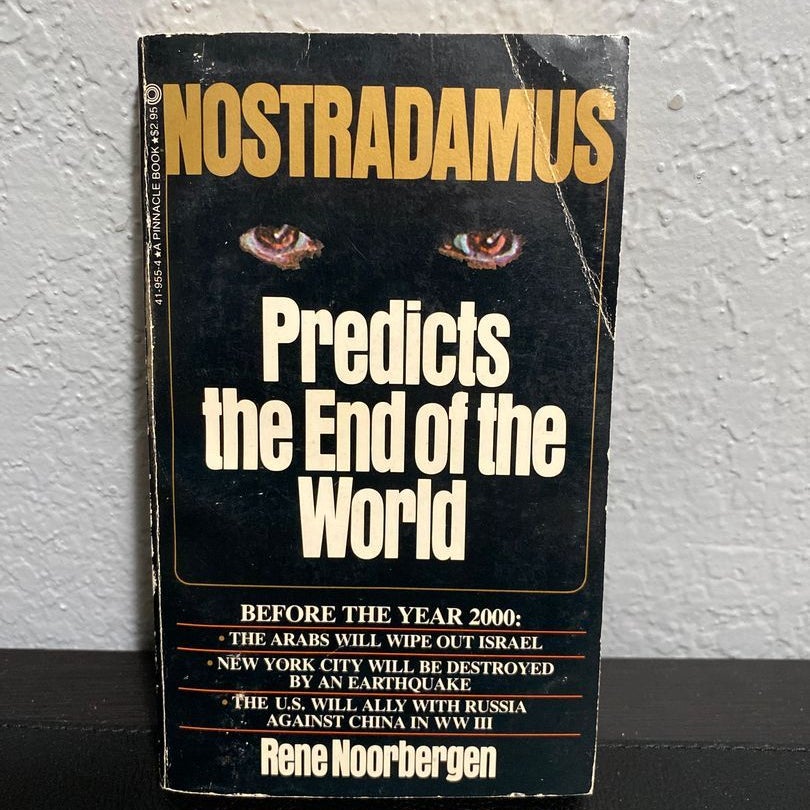 NOSTRADAMUS
41-955-4 ★ A PINNACLE BOOK ★ $2.95
Predicts
the End of the
World
BEFORE THE YEAR 2000:
• THE ARABS WILL WIPE OUT ISRAEL
• NEW YORK CITY WILL BE DESTROYED
BY AN EARTHQUAKE
• THE U.S. WILL ALLY WITH RUSSIA
AGAINST CHINA IN WW III
Rene Noorbergen